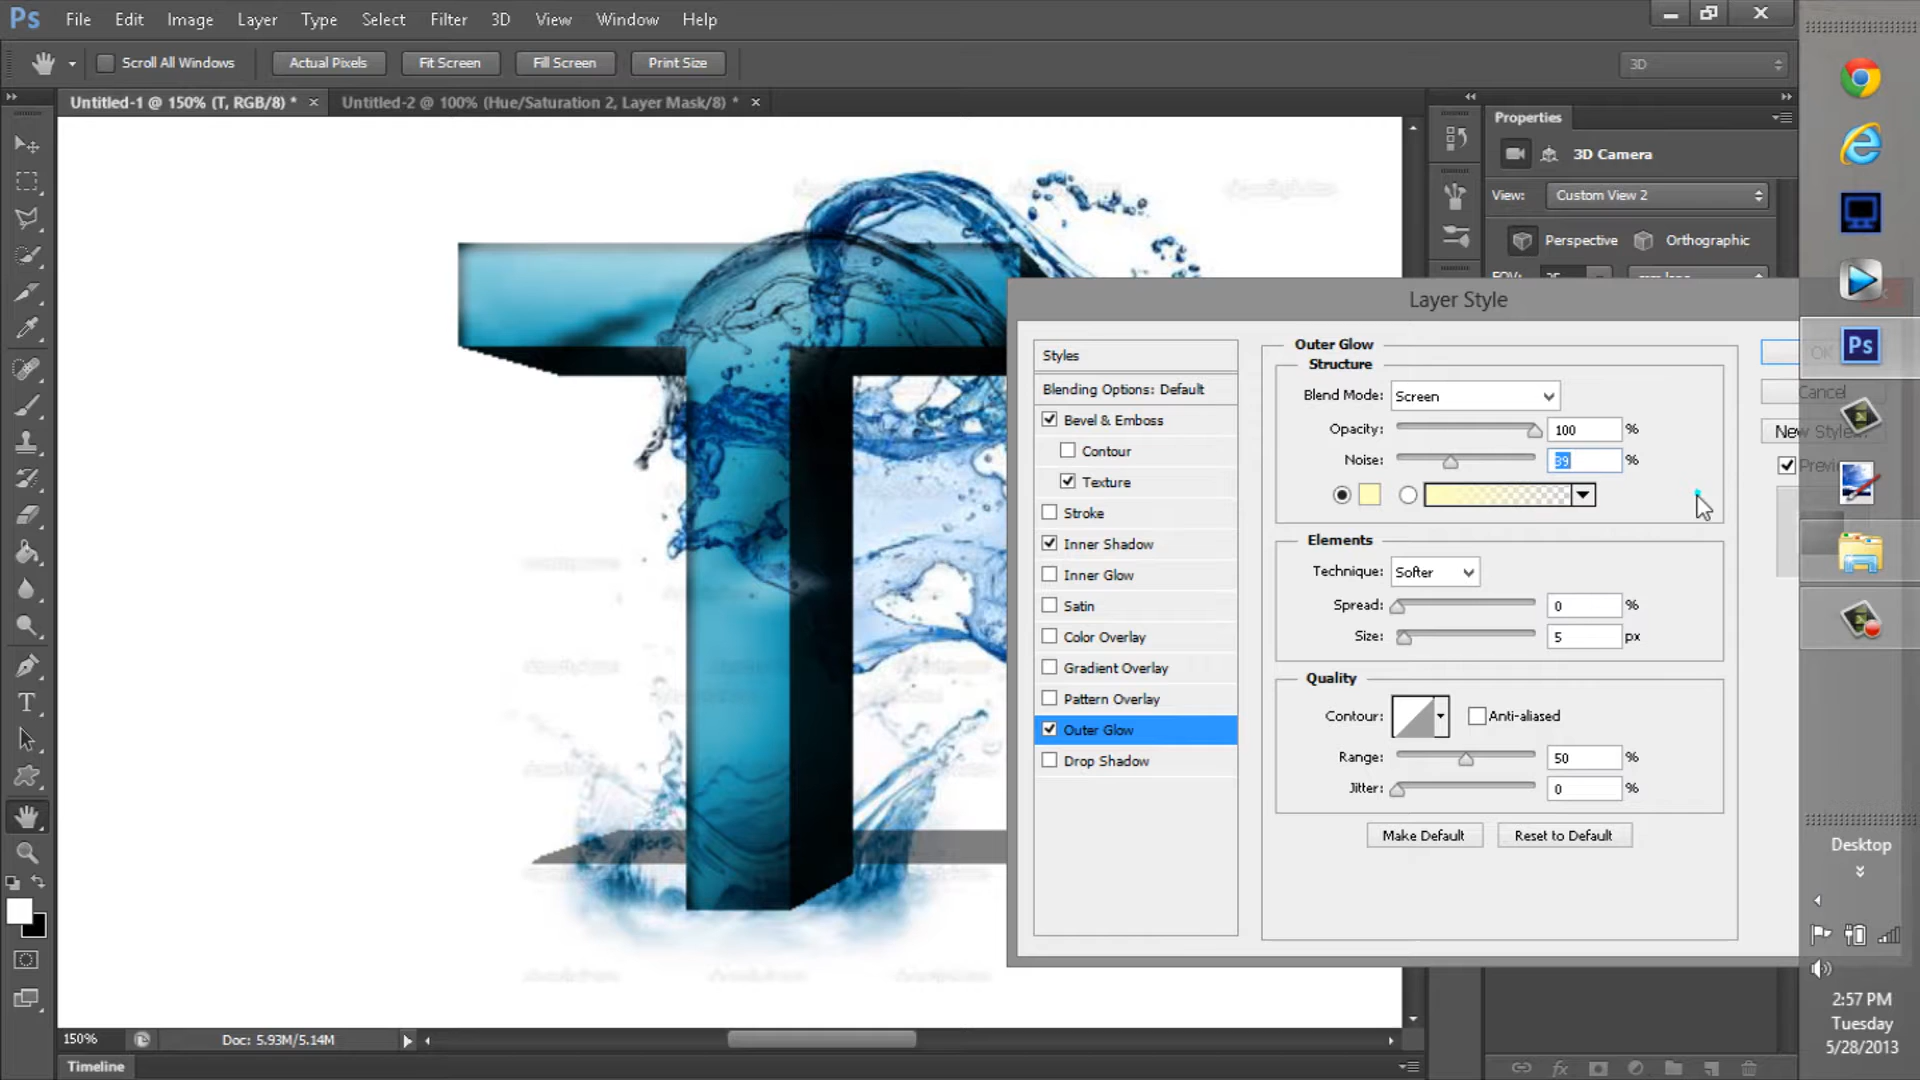 Ps File Edit Image Layer Type Select Filter 3D View Window Help
Scroll All Windows Actual Pixels Fit Screen Fill Screen Print Size 3D
Untitled-1 @ 150% (T, RGB/8) * Untitled-2 @ 100% (Hue/Saturation 2, Layer Mask/8) *
Properties
3D Camera
View: Custom View 2
Perspective Orthographic
Layer Style
Styles
Blending Options: Default
Bevel & Emboss
Contour
Texture
Stroke
Inner Shadow
Inner Glow
Satin
Color Overlay
Gradient Overlay
Pattern Overlay
Outer Glow
Drop Shadow
Outer Glow
Structure
Blend Mode: Screen
Opacity: 100 %
Noise: 39 %
Elements
Technique: Softer
Spread: 0 %
Size: 5 px
Quality
Contour: Anti-aliased
Range: 50 %
Jitter: 0 %
Make Default Reset to Default
OK
Cancel
New Style
Ps
T
Desktop
2:57 PM
Tuesday
5/28/2013
150% Doc: 5.93M/5.14M
Timeline
fx